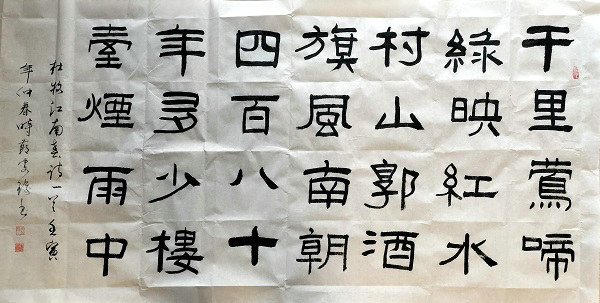 千里鶯啼
綠映紅水
村山郭酒
旗風南朝
四百八十
年多少樓
臺煙雨中
杜牧江南春詩一首壬寅
年仲春時